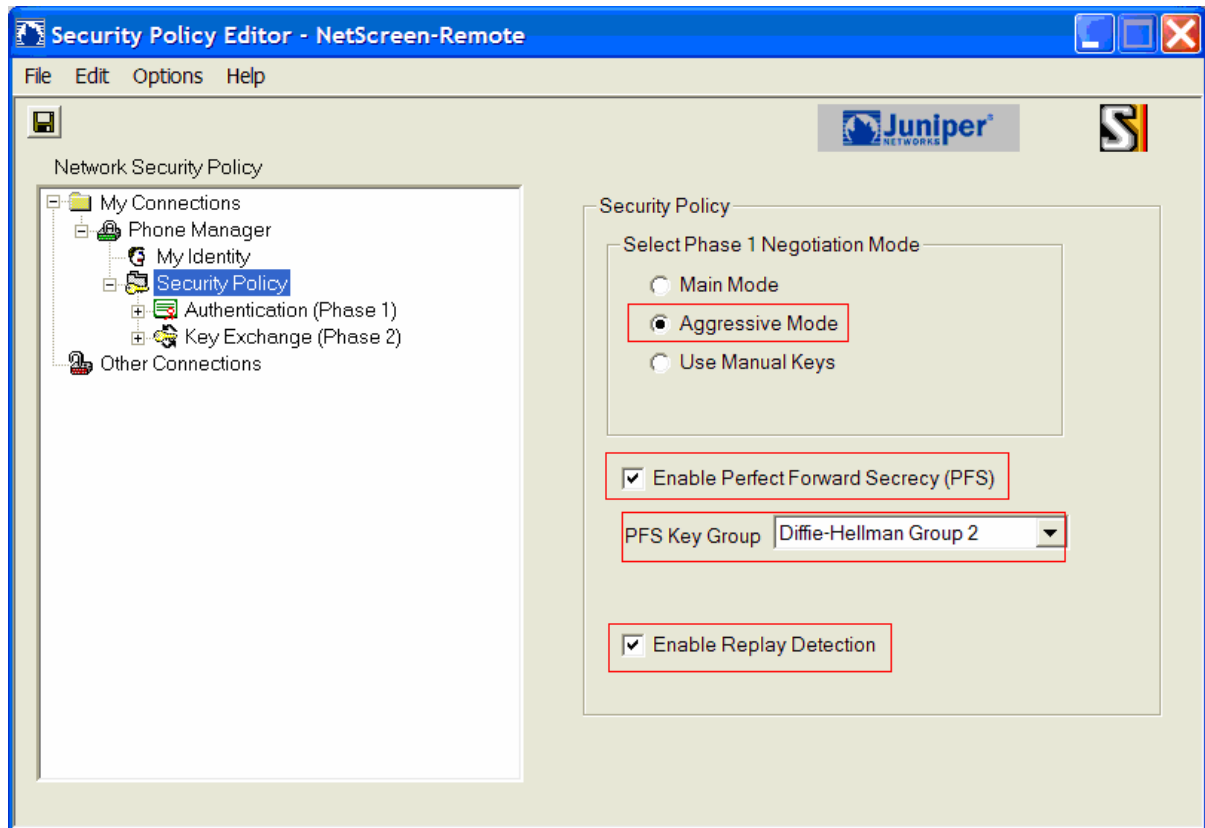 Security Policy Editor - NetScreen-Remote
File Edit Options Help
Juniper
NETWORKS
S
Network Security Policy
My Connections
Phone Manager
My Identity
Security Policy
Authentication (Phase 1)
Key Exchange (Phase 2)
Other Connections
Security Policy
Select Phase 1 Negotiation Mode
Main Mode
Aggressive Mode
Use Manual Keys
Enable Perfect Forward Secrecy (PFS)
PFS Key Group Diffie-Hellman Group 2
Enable Replay Detection